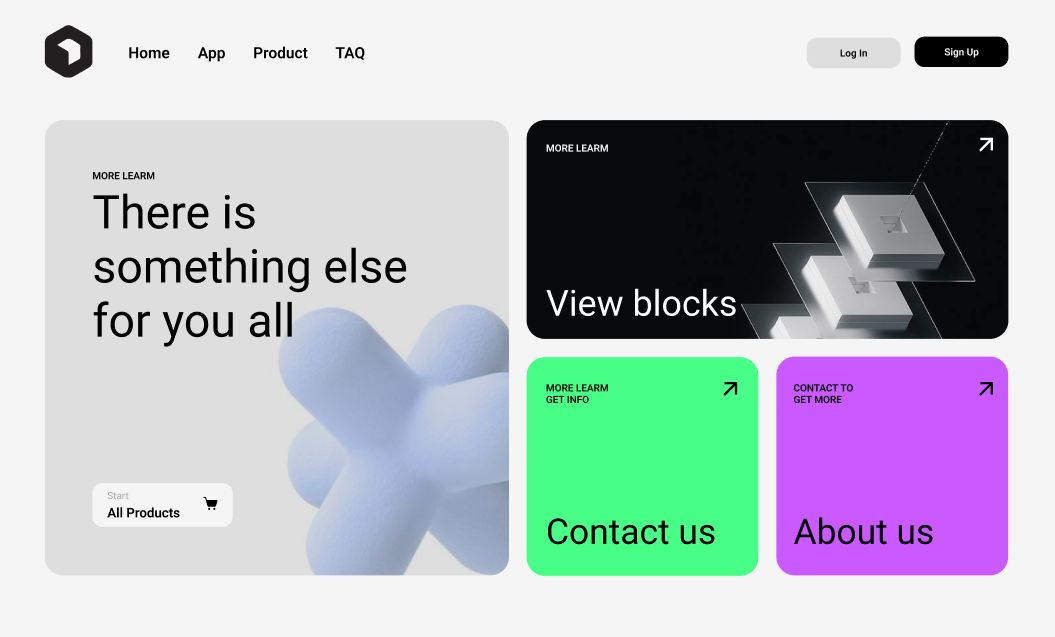 Home
App
Product
TAQ
Log In
Sign Up
MORE LEARM
There is
something else
for you all
Start
All Products
MORE LEARM
View blocks
MORE LEARM
GET INFO
Contact us
CONTACT TO
GET MORE
About us